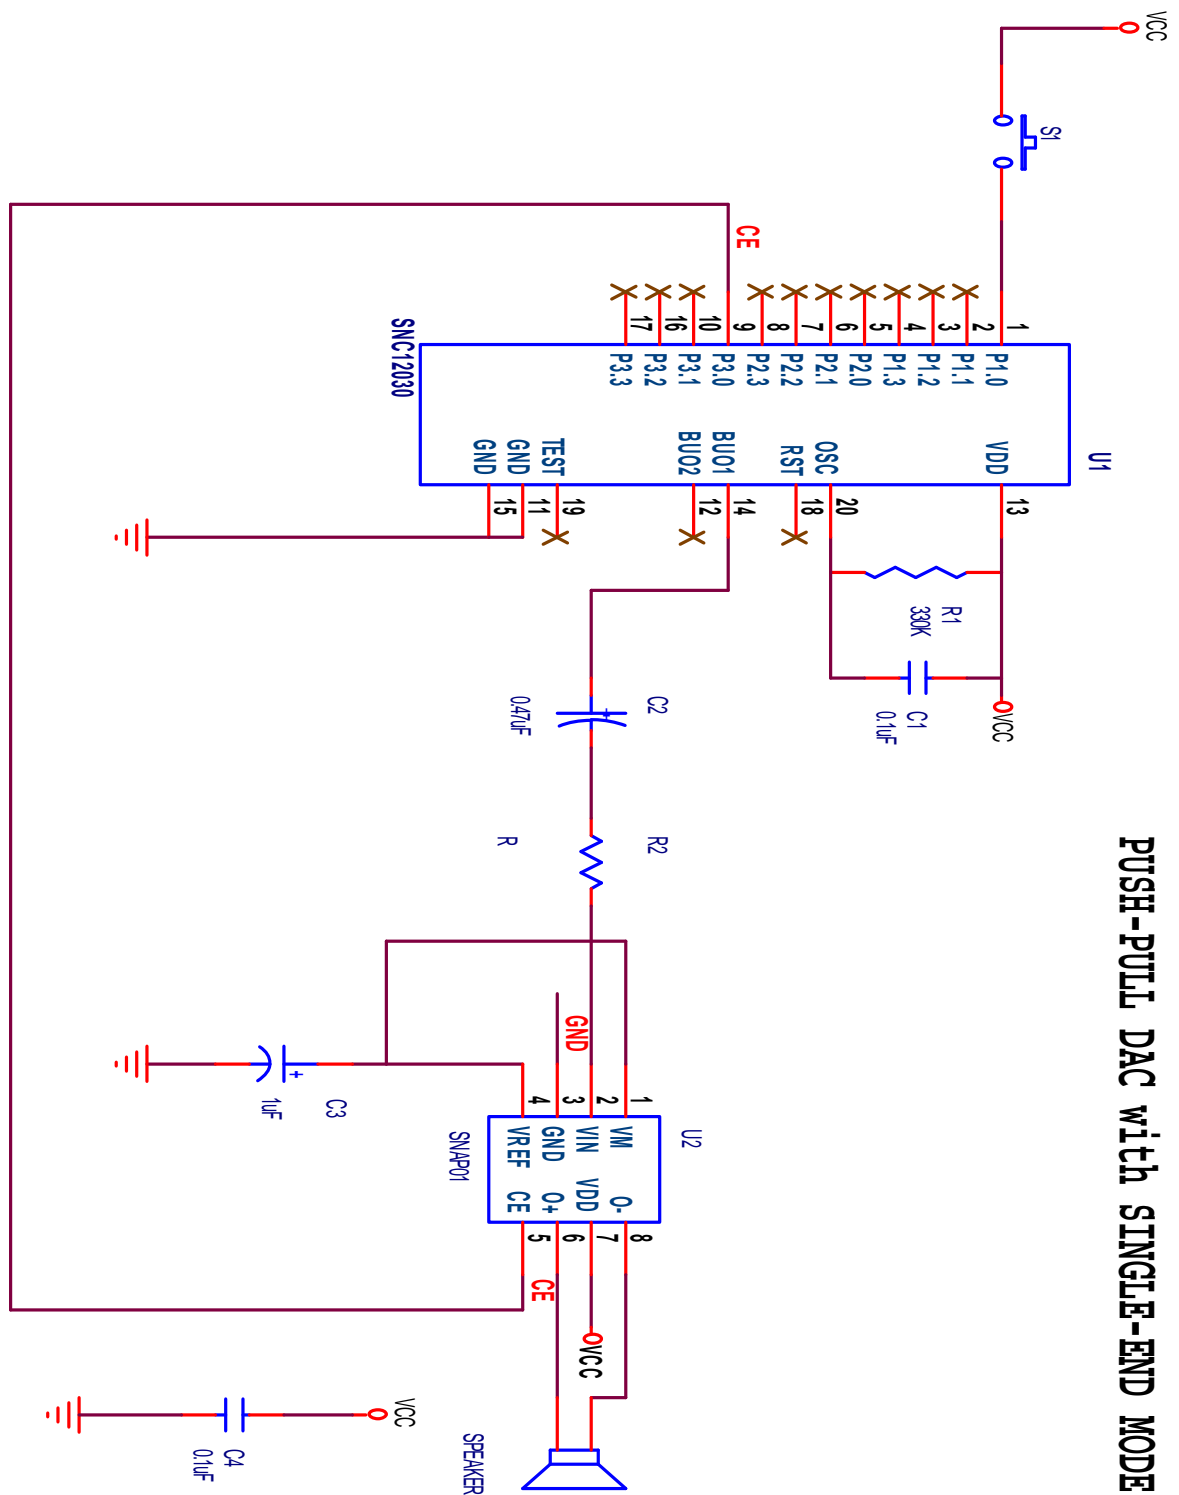 PUSH-PULL DAC with SINGLE-END MODE
VCC
S1
CE
U1
1 P1.0
2 P1.1
3 P1.2
4 P1.3
5 P2.0
6 P2.1
7 P2.2
8 P2.3
9 P3.0
10 P3.1
16 P3.2
17 P3.3
VDD 13
OSC 20
RST 18
BUO1 14
BUO2 12
TEST 19
GND 11
GND 15
SNC12030
R1
330K
C1
0.1uF
VCC
C2
0.47uF
R2
R
GND
C3
1uF
U2
1 VM
2 VIN
3 GND
4 VREF
O- 8
VDD 7
O+ 6
CE 5
SNAP01
CE
VCC
SPEAKER
VCC
C4
0.1uF